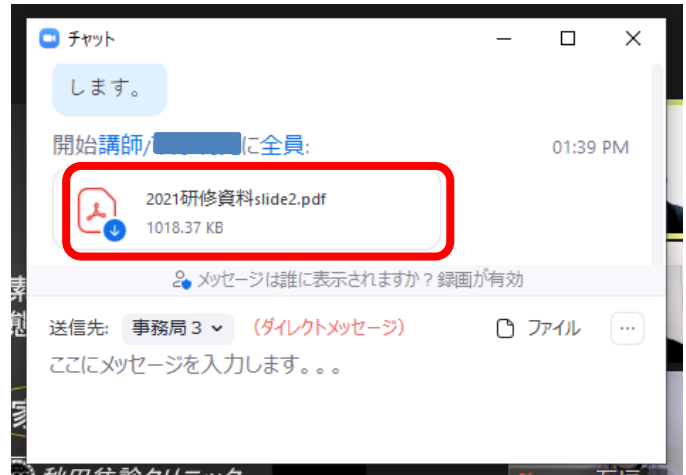 チャット
します。
開始講師/ に全員:
01:39 PM
2021研修資料slide2.pdf
1018.37 KB
メッセージは誰に表示されますか？録画が有効
送信先: 事務局３ (ダイレクトメッセージ) ファイル ...
ここにメッセージを入力します。。。